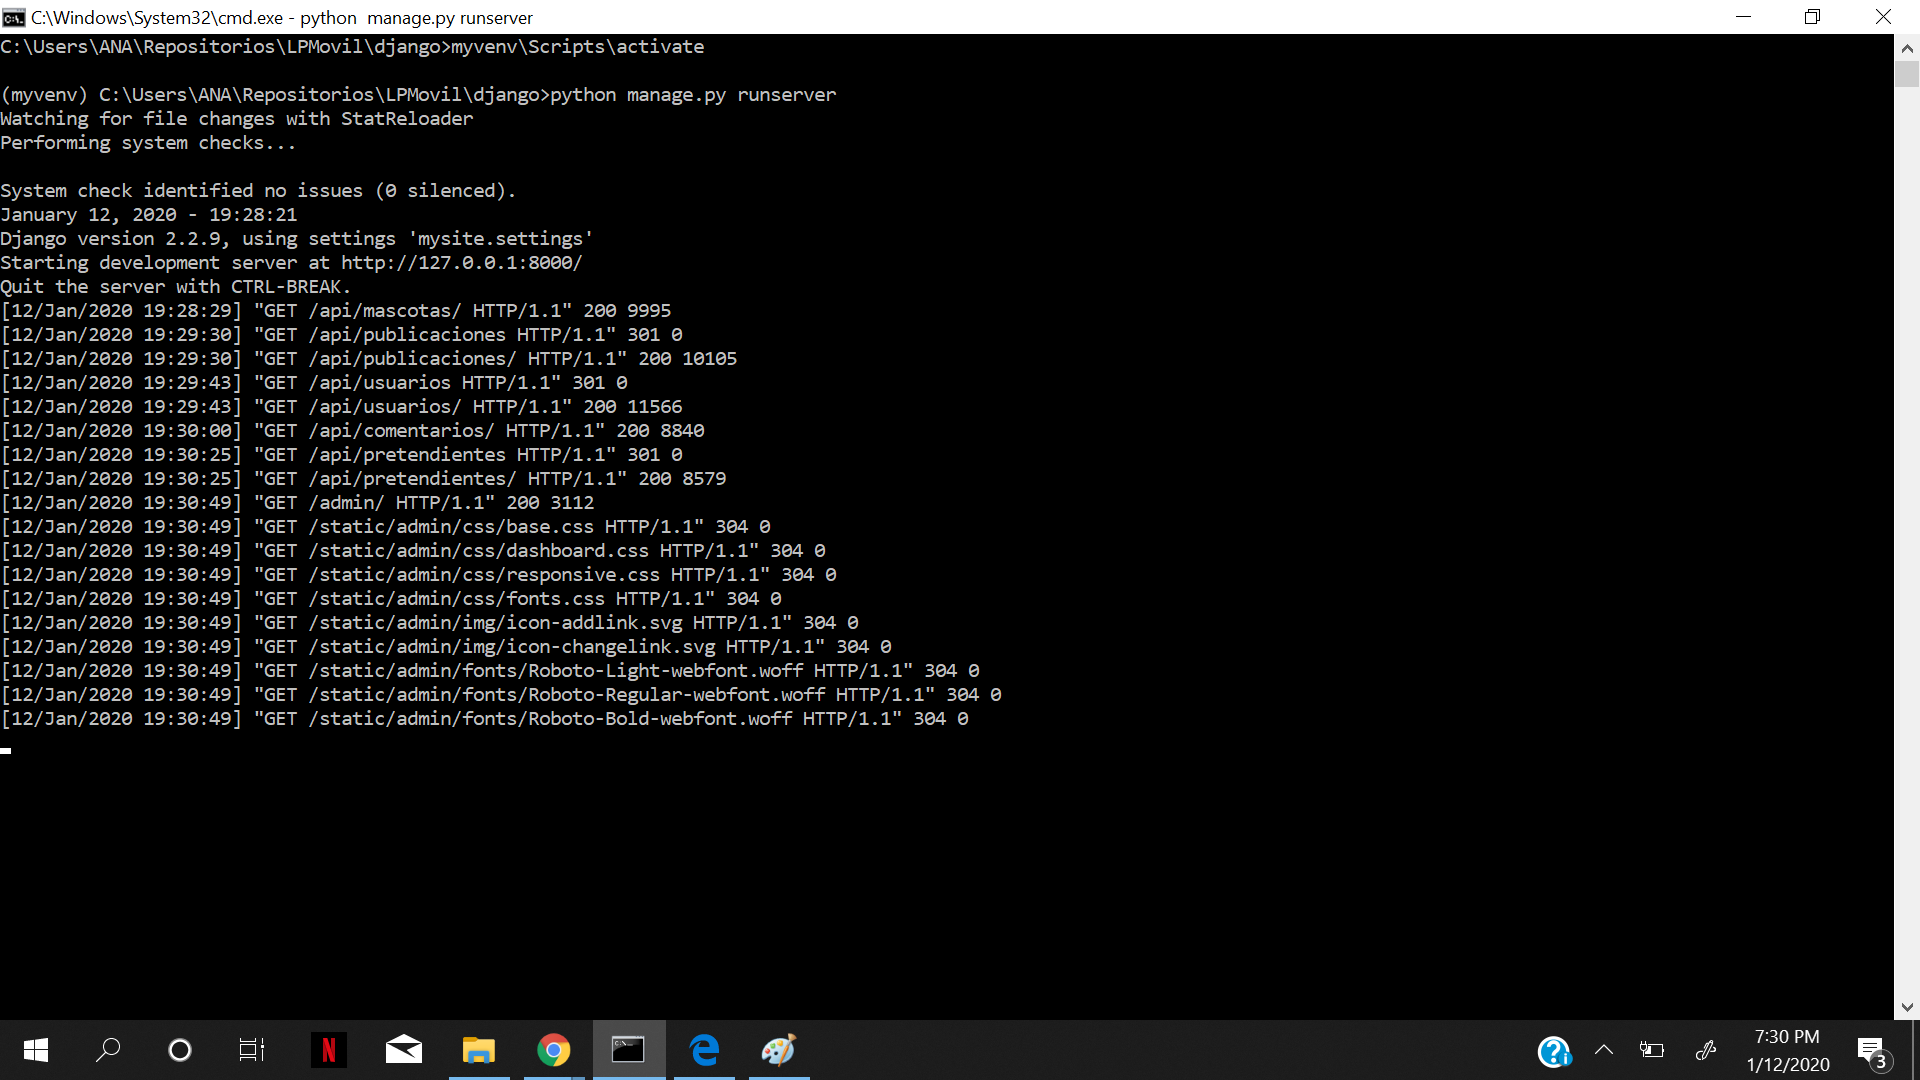 C:\Windows\System32\cmd.exe - python  manage.py runserver
C:\Users\ANA\Repositorios\LPMovil\django>myvenv\Scripts\activate
(myvenv) C:\Users\ANA\Repositorios\LPMovil\django>python manage.py runserver
Watching for file changes with StatReloader
Performing system checks...
System check identified no issues (0 silenced).
January 12, 2020 - 19:28:21
Django version 2.2.9, using settings 'mysite.settings'
Starting development server at http://127.0.0.1:8000/
Quit the server with CTRL-BREAK.
[12/Jan/2020 19:28:29] "GET /api/mascotas/ HTTP/1.1" 200 9995
[12/Jan/2020 19:29:30] "GET /api/publicaciones HTTP/1.1" 301 0
[12/Jan/2020 19:29:30] "GET /api/publicaciones/ HTTP/1.1" 200 10105
[12/Jan/2020 19:29:43] "GET /api/usuarios HTTP/1.1" 301 0
[12/Jan/2020 19:29:43] "GET /api/usuarios/ HTTP/1.1" 200 11566
[12/Jan/2020 19:30:00] "GET /api/comentarios/ HTTP/1.1" 200 8840
[12/Jan/2020 19:30:25] "GET /api/pretendientes HTTP/1.1" 301 0
[12/Jan/2020 19:30:25] "GET /api/pretendientes/ HTTP/1.1" 200 8579
[12/Jan/2020 19:30:49] "GET /admin/ HTTP/1.1" 200 3112
[12/Jan/2020 19:30:49] "GET /static/admin/css/base.css HTTP/1.1" 304 0
[12/Jan/2020 19:30:49] "GET /static/admin/css/dashboard.css HTTP/1.1" 304 0
[12/Jan/2020 19:30:49] "GET /static/admin/css/responsive.css HTTP/1.1" 304 0
[12/Jan/2020 19:30:49] "GET /static/admin/css/fonts.css HTTP/1.1" 304 0
[12/Jan/2020 19:30:49] "GET /static/admin/img/icon-addlink.svg HTTP/1.1" 304 0
[12/Jan/2020 19:30:49] "GET /static/admin/img/icon-changelink.svg HTTP/1.1" 304 0
[12/Jan/2020 19:30:49] "GET /static/admin/fonts/Roboto-Light-webfont.woff HTTP/1.1" 304 0
[12/Jan/2020 19:30:49] "GET /static/admin/fonts/Roboto-Regular-webfont.woff HTTP/1.1" 304 0
[12/Jan/2020 19:30:49] "GET /static/admin/fonts/Roboto-Bold-webfont.woff HTTP/1.1" 304 0
7:30 PM
1/12/2020
3